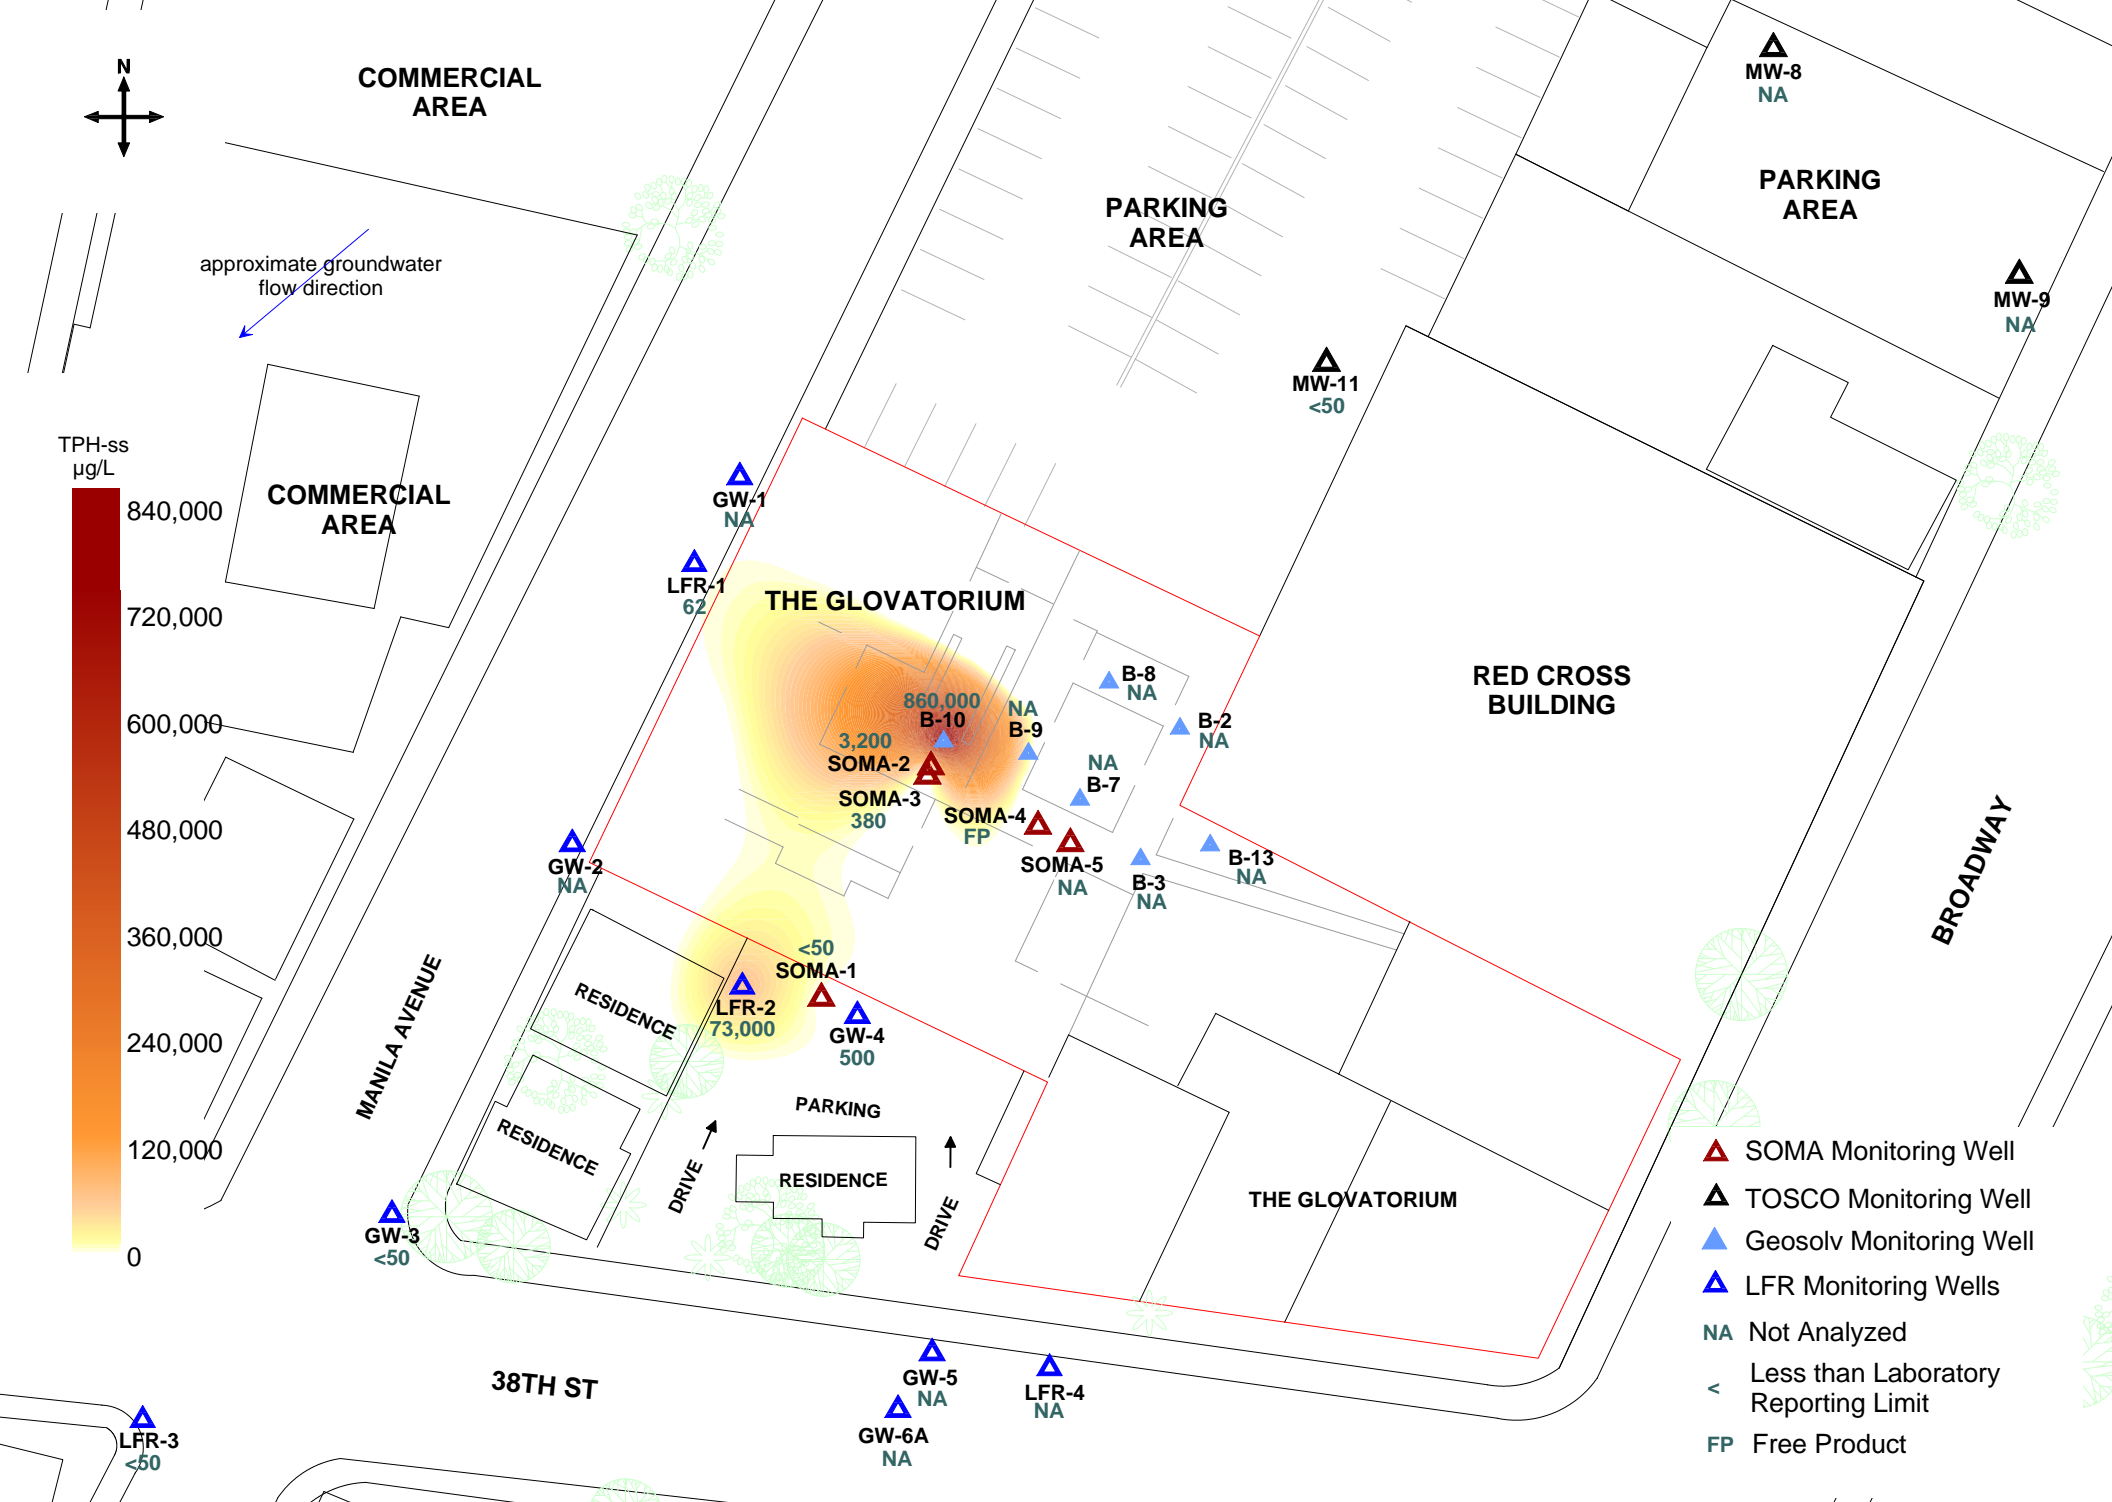 N
COMMERCIAL
AREA
MW-8
NA
PARKING
AREA
PARKING
AREA
approximate groundwater
flow direction
MW-9
NA
MW-11
<50
TPH-ss
µg/L
840,000
720,000
600,000
480,000
360,000
240,000
120,000
0
COMMERCIAL
AREA
GW-1
NA
LFR-1
62
THE GLOVATORIUM
B-8
NA
RED CROSS
BUILDING
860,000
B-10
NA
B-9
B-2
NA
3,200
SOMA-2
NA
B-7
SOMA-3
380
SOMA-4
FP
SOMA-5
NA
B-13
NA
B-3
NA
GW-2
NA
BROADWAY
MANILA AVENUE
RESIDENCE
<50
SOMA-1
LFR-2
73,000
GW-4
500
PARKING
RESIDENCE
DRIVE
RESIDENCE
DRIVE
THE GLOVATORIUM
GW-3
<50
38TH ST
GW-5
NA
LFR-4
NA
GW-6A
NA
LFR-3
<50
SOMA Monitoring Well
TOSCO Monitoring Well
Geosolv Monitoring Well
LFR Monitoring Wells
NA Not Analyzed
< Less than Laboratory
Reporting Limit
FP Free Product